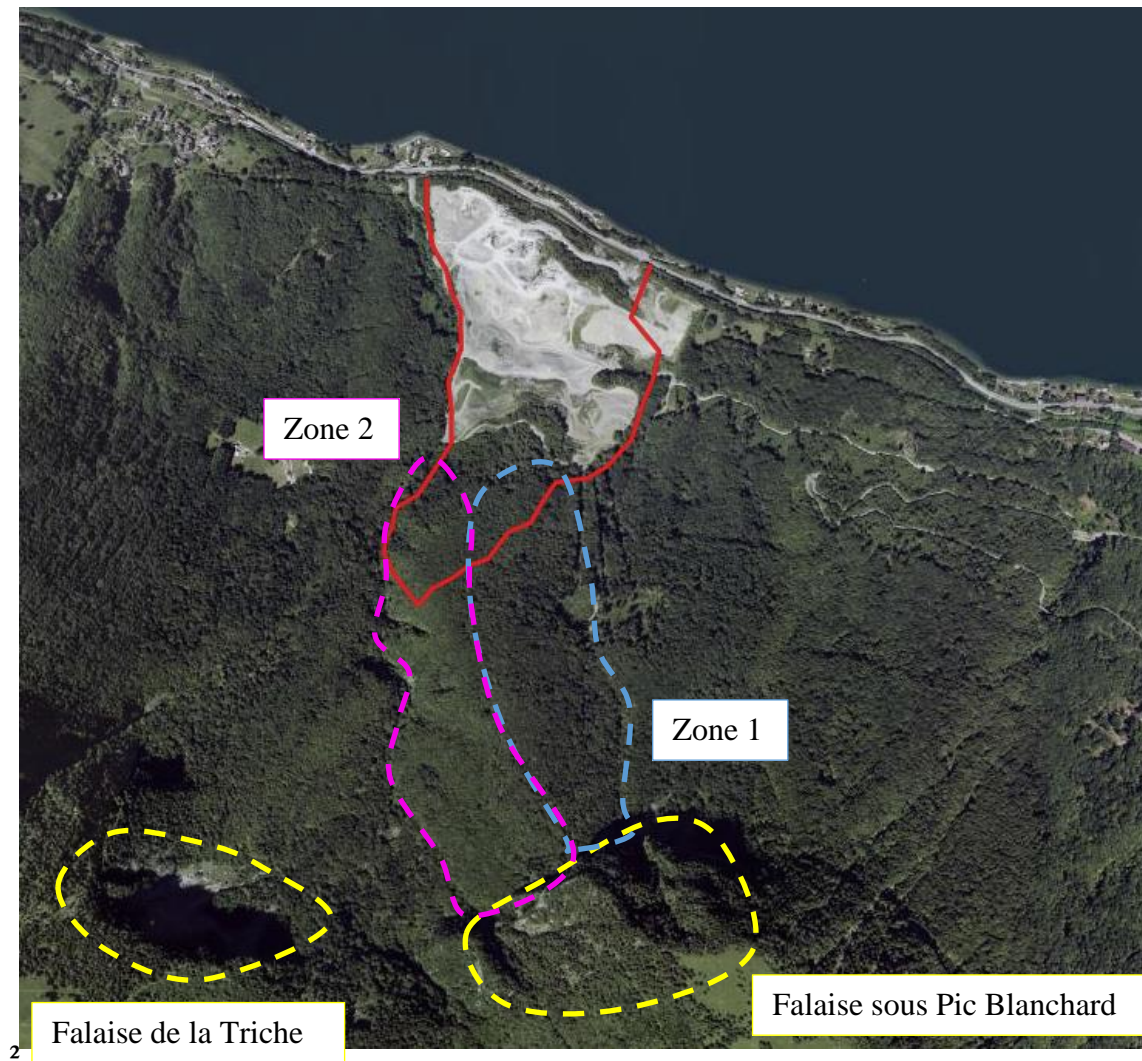 Zone 2
Zone 1
Falaise sous Pic Blanchard
Falaise de la Triche
2